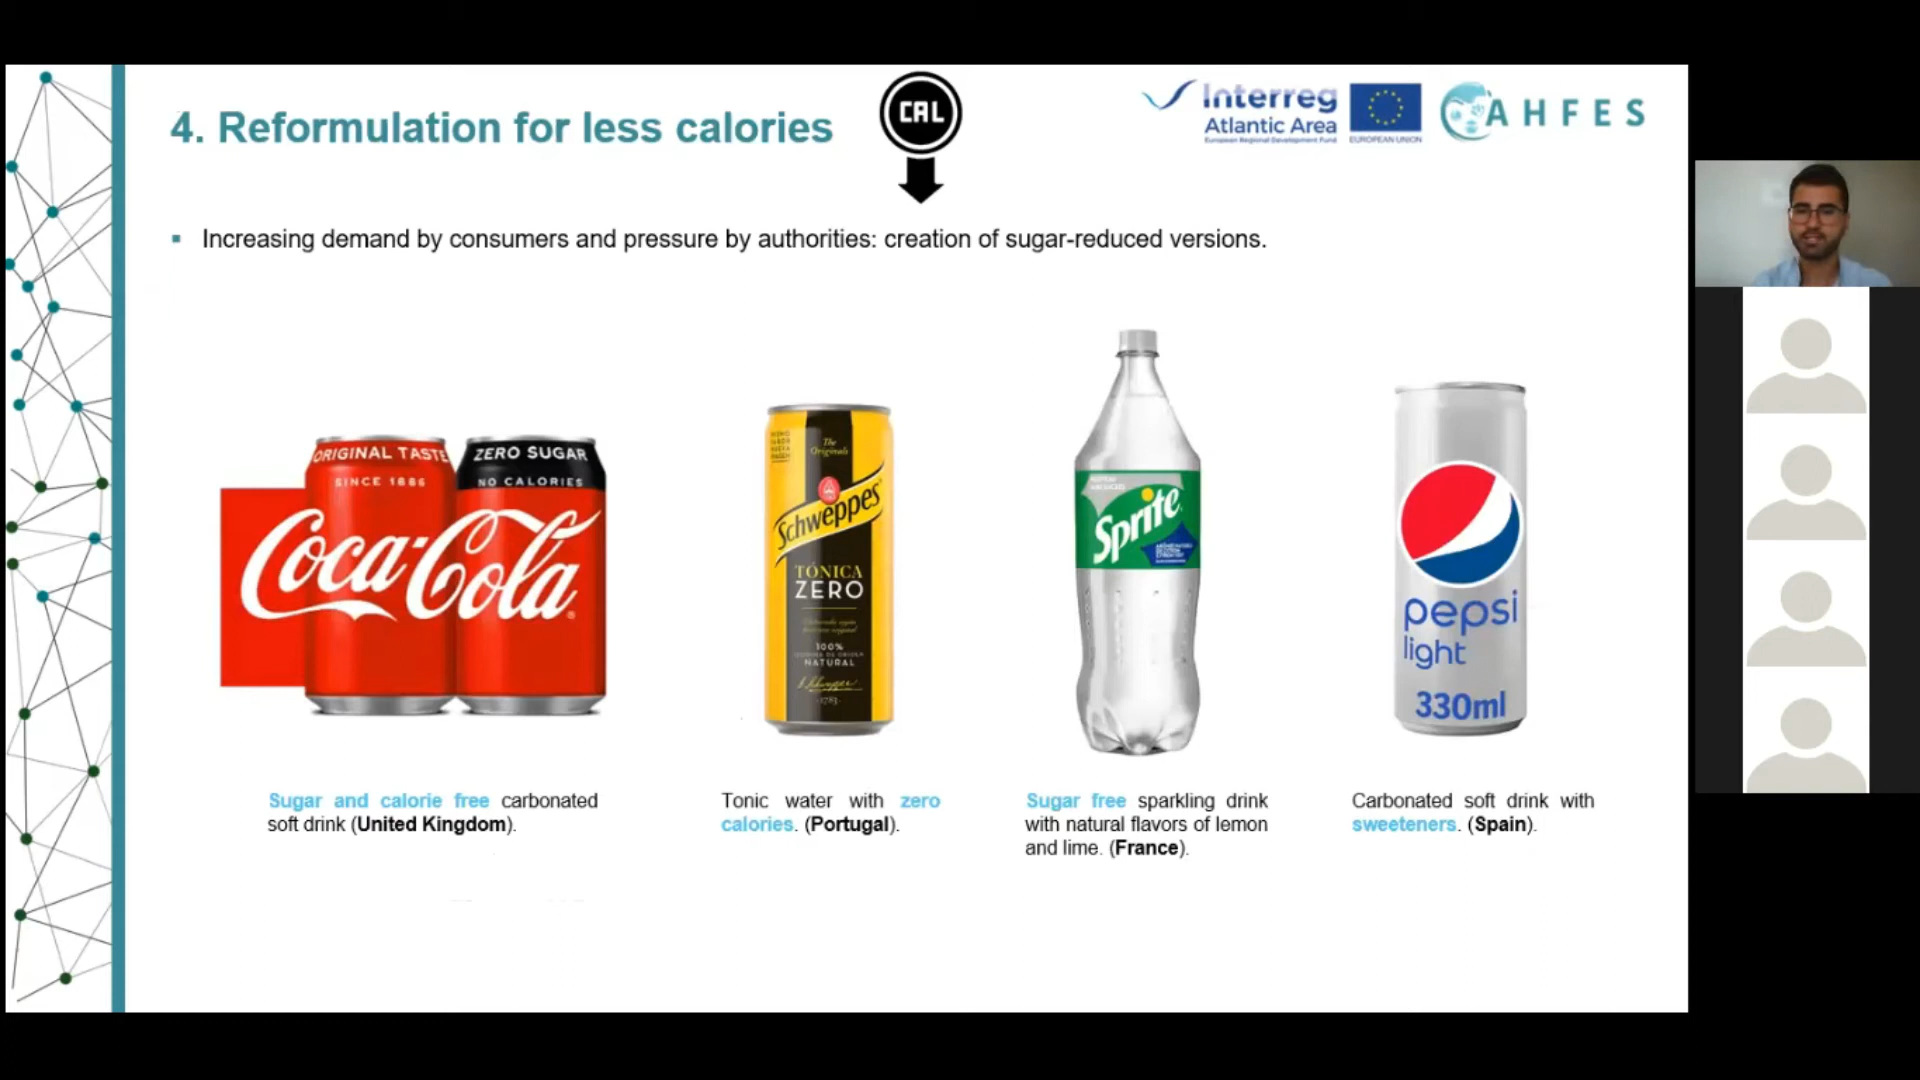 4. Reformulation for less calories
CAL
Interreg
Atlantic Area
European Regional Development Fund
EUROPEAN UNION
AHFES
Increasing demand by consumers and pressure by authorities: creation of sugar-reduced versions.
ORIGINAL TASTE
SINCE 1886
ZERO SUGAR
NO CALORIES
Coca-Cola
The
Originals
Schweppes
TÓNICA
ZERO
100%
NATURAL
1783
Sprite
pepsi
light
330ml
Sugar and calorie free carbonated
soft drink (United Kingdom).
Tonic water with zero
calories. (Portugal).
Sugar free sparkling drink
with natural flavors of lemon
and lime. (France).
Carbonated soft drink with
sweeteners. (Spain).